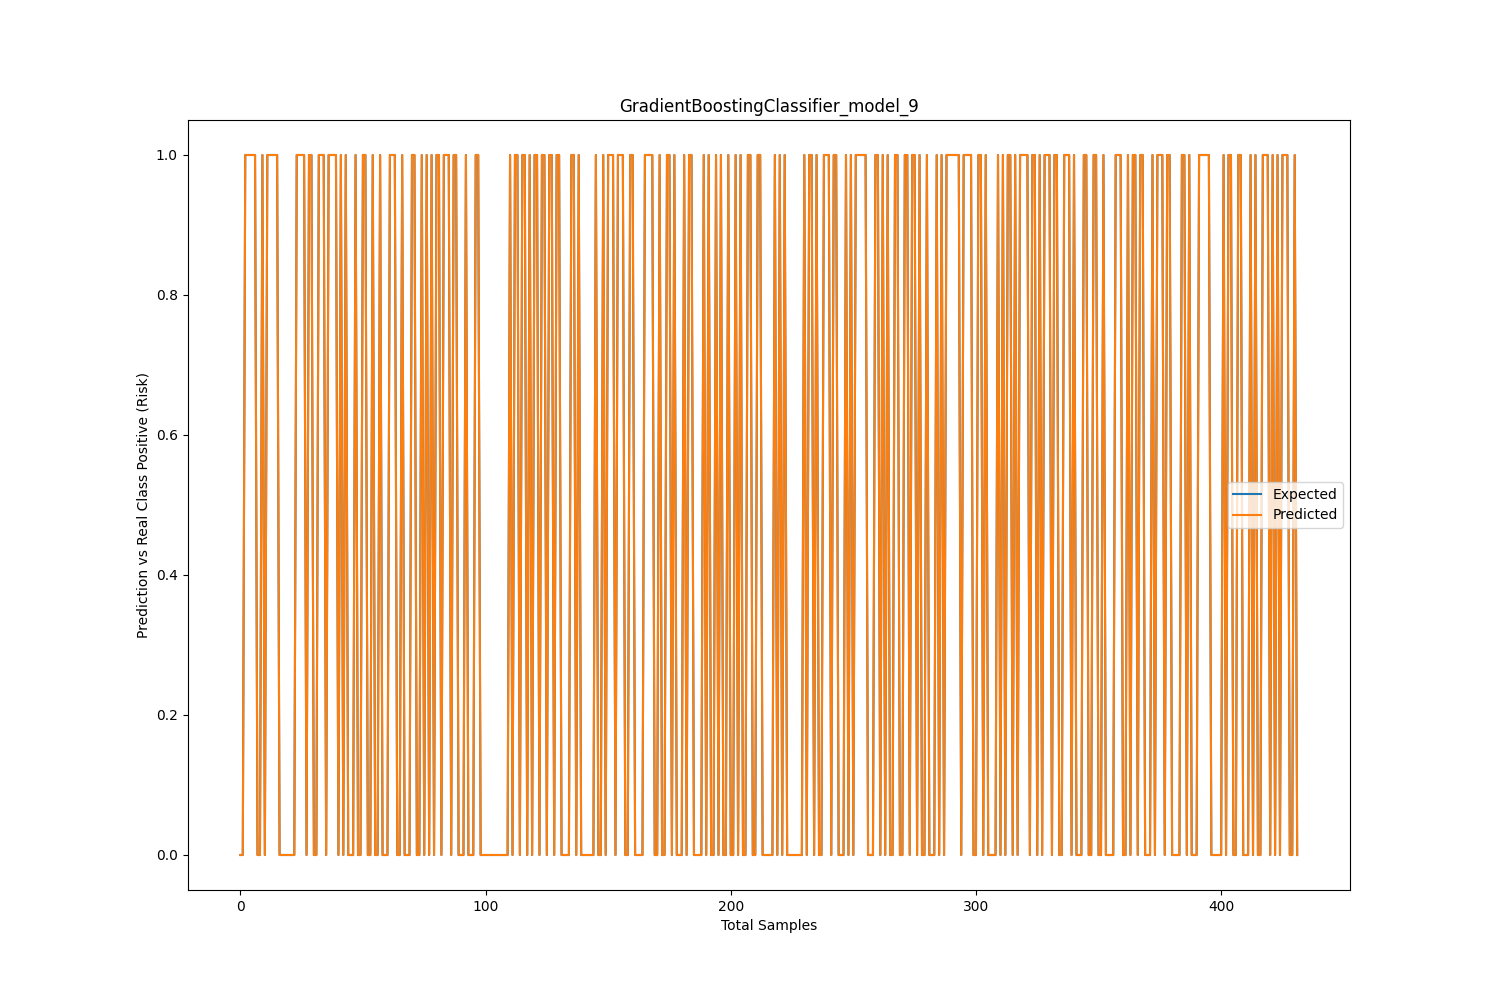 GradientBoostingClassifier_model_9
1.0
0.8
0.6
0.4
0.2
0.0
Prediction vs Real Class Positive (Risk)
Expected
Predicted
0 100 200 300 400
Total Samples